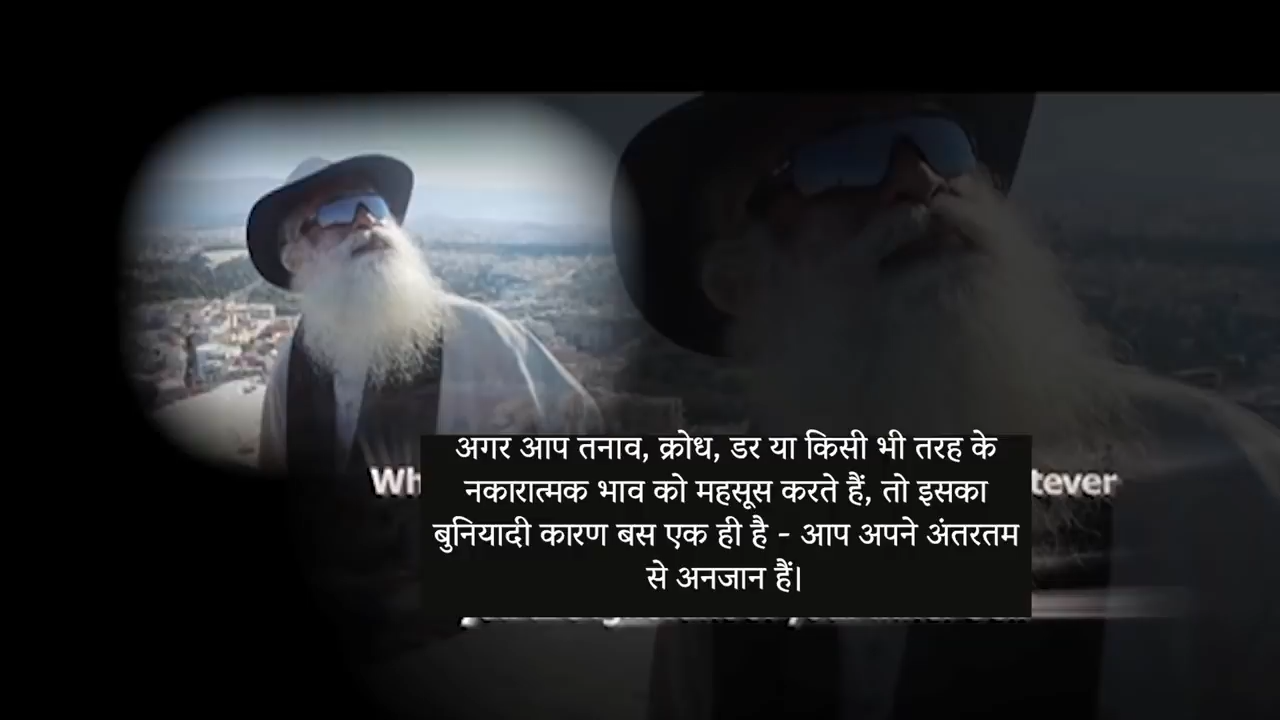 अगर आप तनाव, क्रोध, डर या किसी भी तरह के
नकारात्मक भाव को महसूस करते हैं, तो इसका
बुनियादी कारण बस एक ही है - आप अपने अंतरतम
से अनजान हैं।